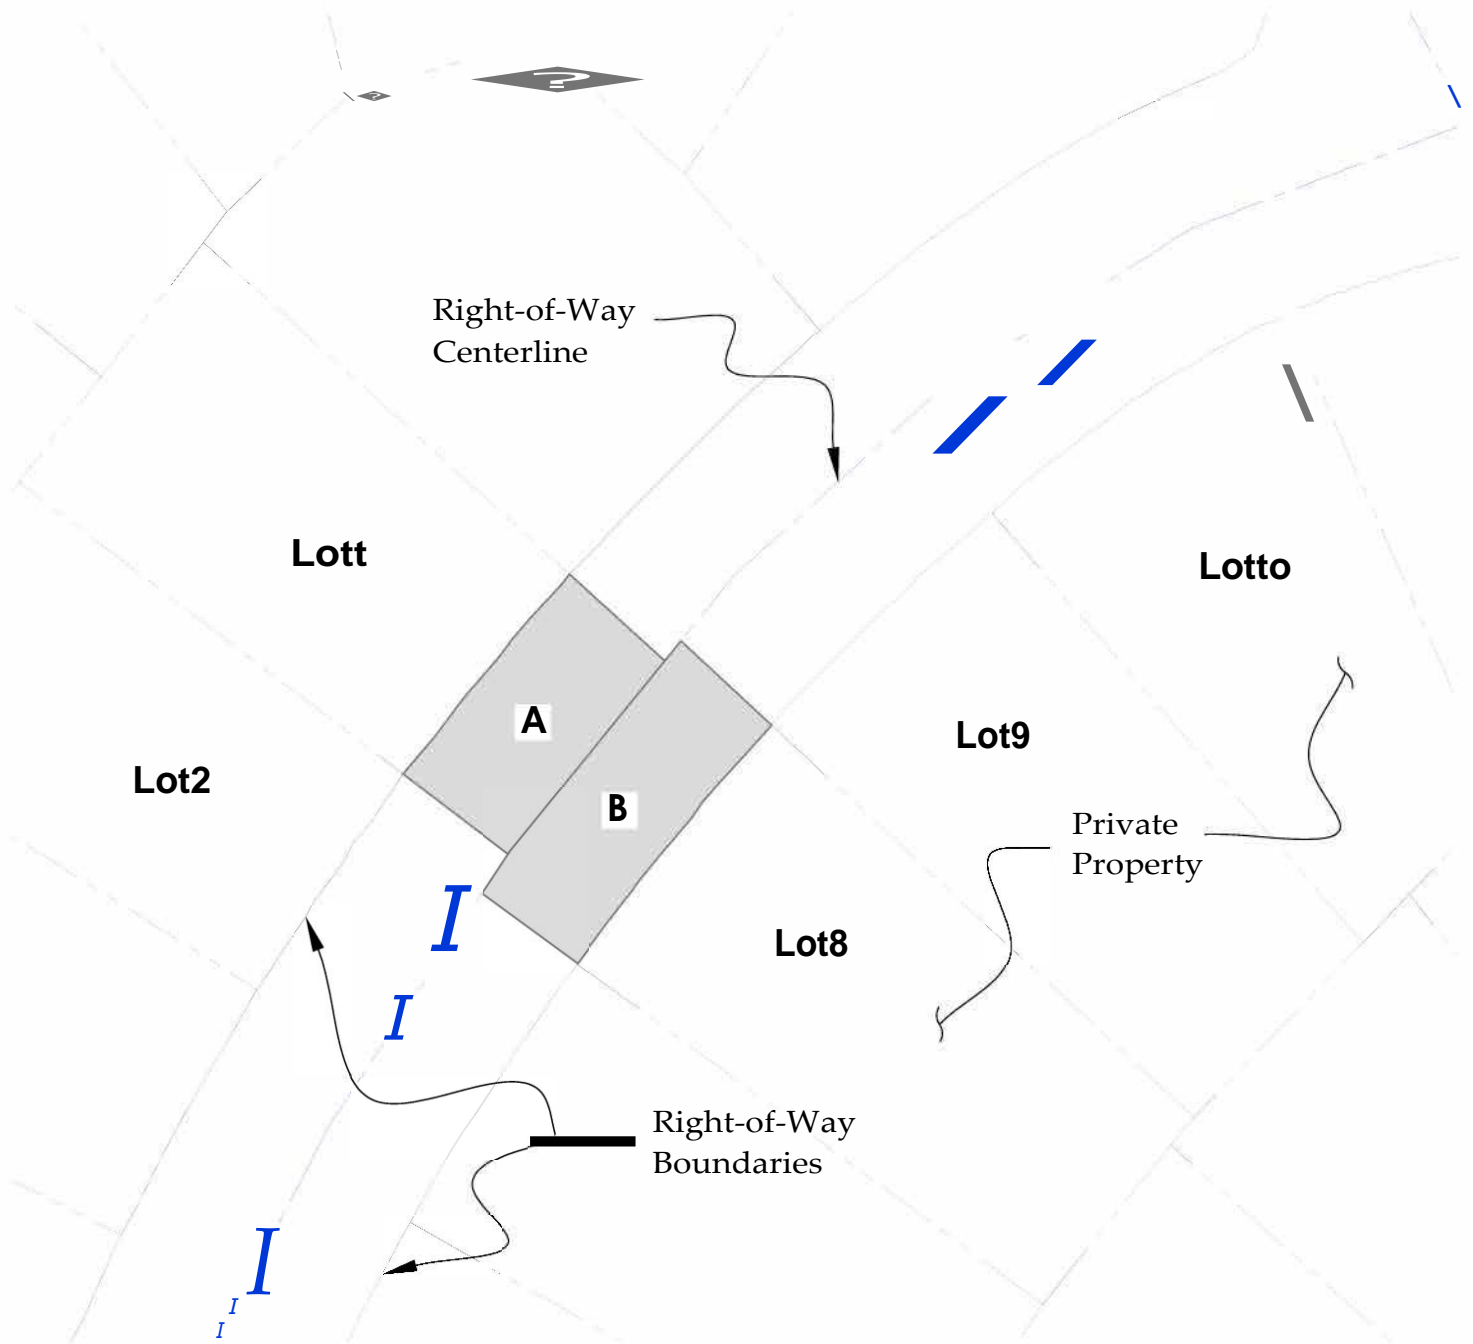 Right-of-Way
Centerline
Lott
Lotto
A
Lot9
Lot2
B
Private
Property
Lot8
I
I
Right-of-Way
Boundaries
I
I
I